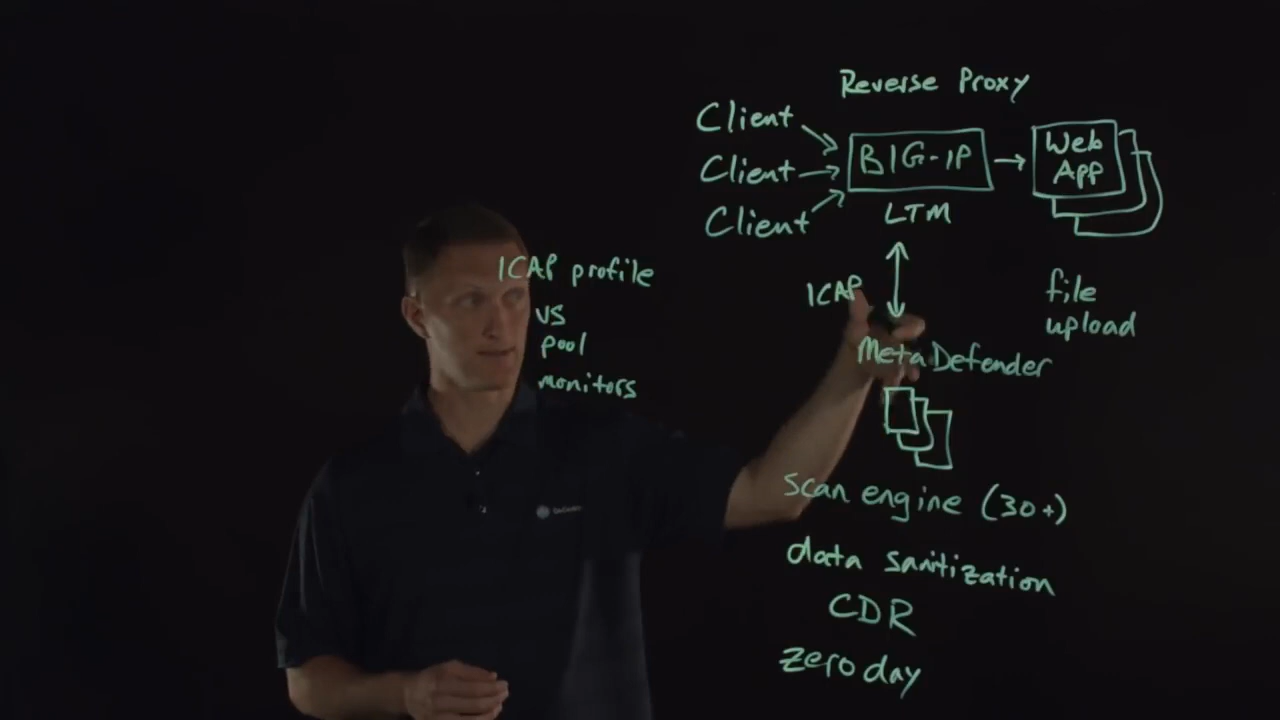 Reverse Proxy
Client
Client
Client
BIG-IP
LTM
Web
App
ICAP profile
vs
pool
monitors
ICAP
file
upload
MetaDefender
scan engine (30+)
data sanitization
CDR
zero day